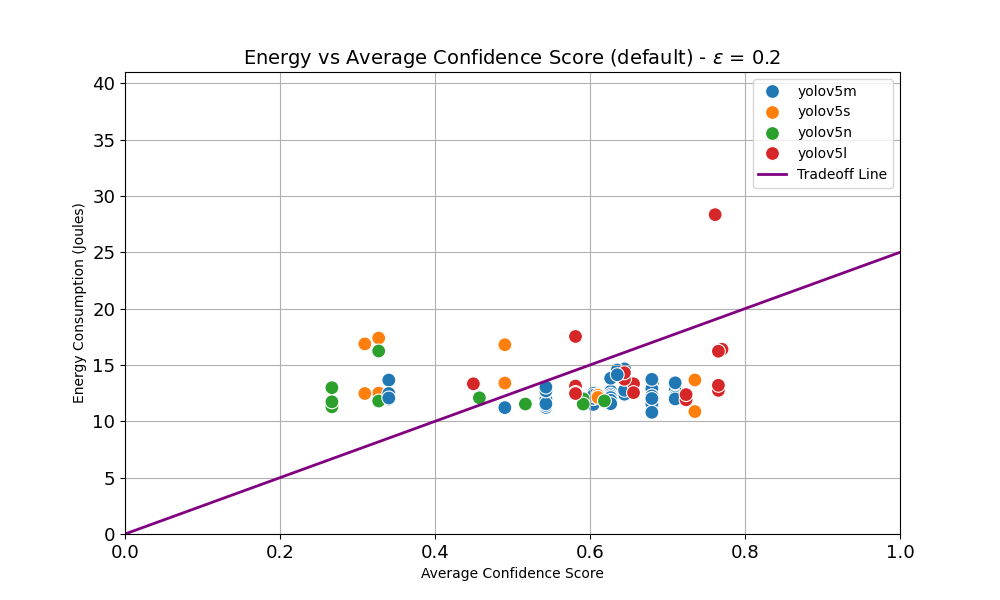 Energy vs Average Confidence Score (default) - ε = 0.2
40
35
30
25
20
15
10
5
0
Energy Consumption (Joules)
yolov5m
yolov5s
yolov5n
yolov5l
Tradeoff Line
0.0 0.2 0.4 0.6 0.8 1.0
Average Confidence Score